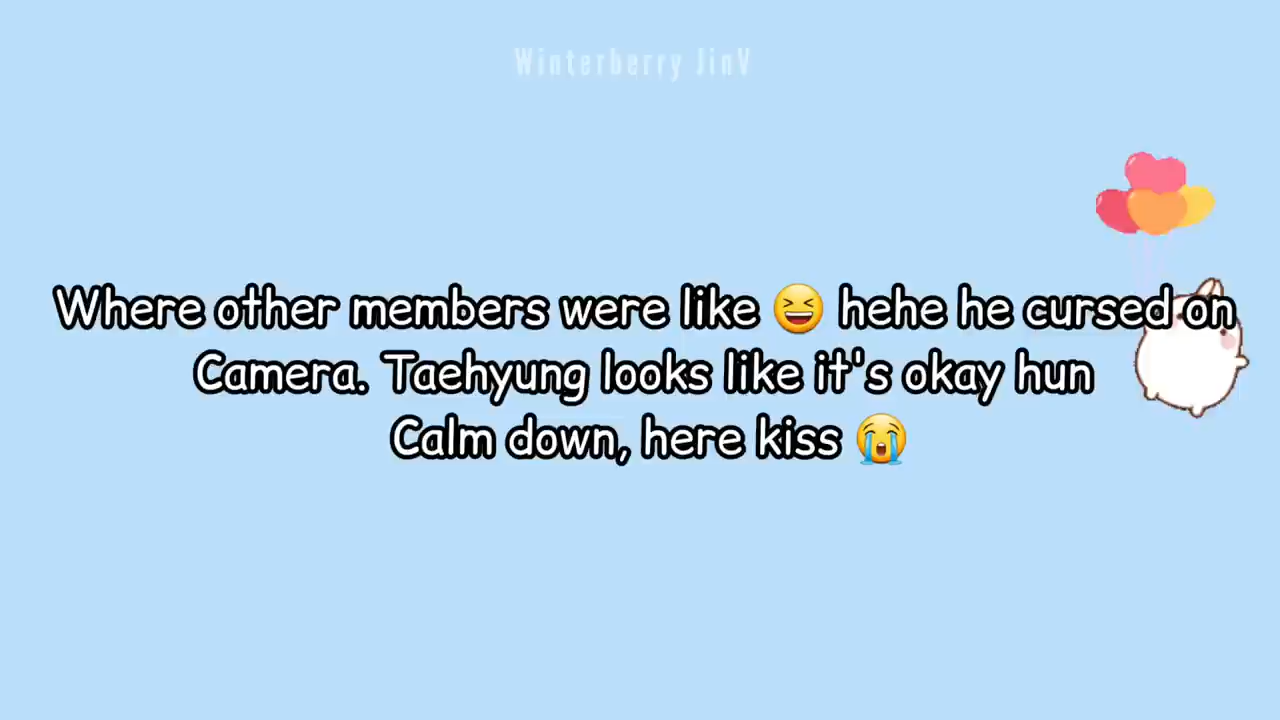 Winterberry JinV
Where other members were like 😆 hehe he cursed on
Camera. Taehyung looks like it's okay hun
Calm down, here kiss 😭